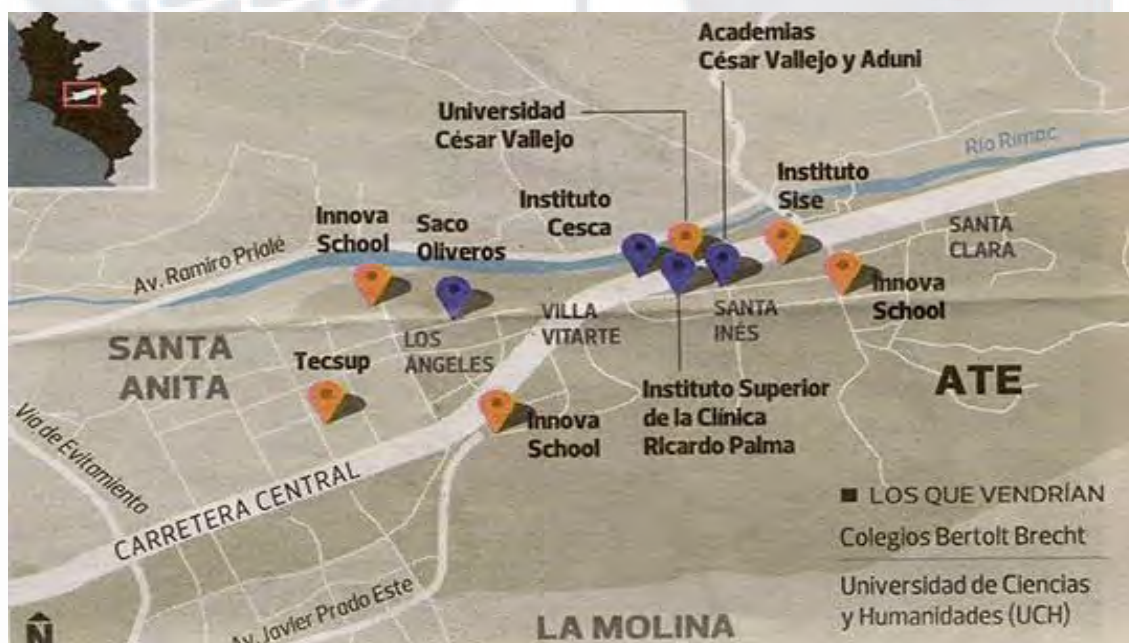 Academias
César Vallejo y Aduni
Universidad
César Vallejo
Río Rímac
Instituto
Sise
Instituto
Cesca
Innova
School
Saco
Oliveros
SANTA
CLARA
Av. Ramiro Prialé
Innova
School
VILLA
VITARTE
SANTA
INÉS
LOS
ÁNGELES
SANTA
ANITA
Tecsup
ATE
Instituto Superior
de la Clínica
Ricardo Palma
Innova
School
Vía de Evitamiento
CARRETERA CENTRAL
LOS QUE VENDRÍAN
Colegios Bertolt Brecht
Universidad de Ciencias
y Humanidades (UCH)
Av. Javier Prado Este
LA MOLINA
N